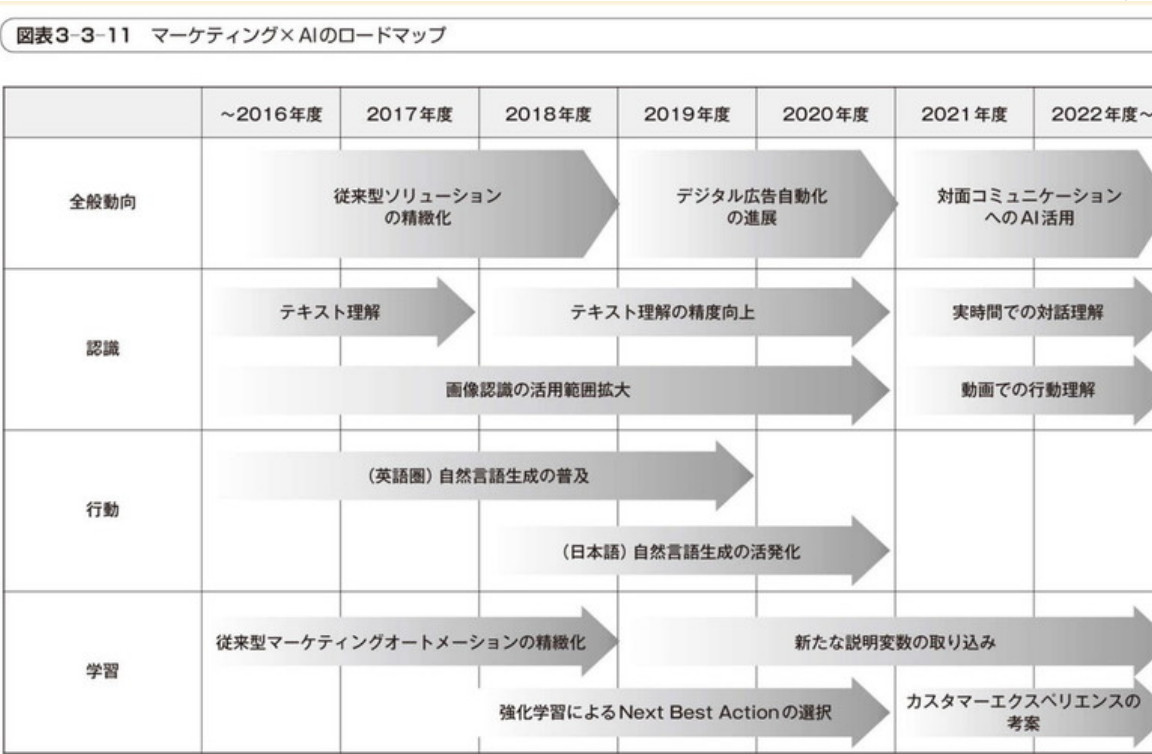 図表3-3-11 マーケティング×AIのロードマップ
～2016年度 2017年度 2018年度 2019年度 2020年度 2021年度 2022年度～
全般動向
従来型ソリューション
の精緻化
デジタル広告自動化
の進展
対面コミュニケーション
へのAI活用
認識
テキスト理解
テキスト理解の精度向上
実時間での対話理解
画像認識の活用範囲拡大
動画での行動理解
行動
（英語圏）自然言語生成の普及
（日本語）自然言語生成の活発化
学習
従来型マーケティングオートメーションの精緻化
新たな説明変数の取り込み
強化学習によるNext Best Actionの選択
カスタマーエクスペリエンスの
考案